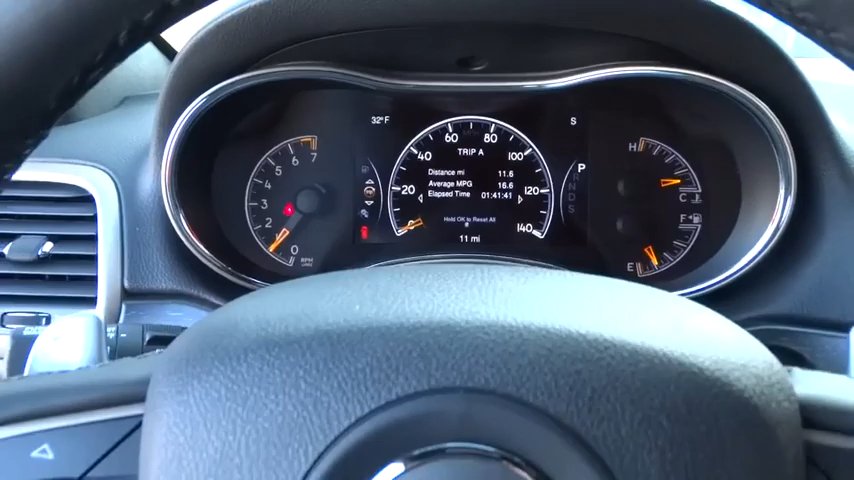 32°F
S
TRIP A
Distance mi 11.6
Average MPG 16.6
Elapsed Time 01:41:41
Hold OK to Reset All
11 mi
0
20
40
60
80
100
120
140
0
2
3
4
5
6
7
RPM
P
N
D
S
H
C
F
E